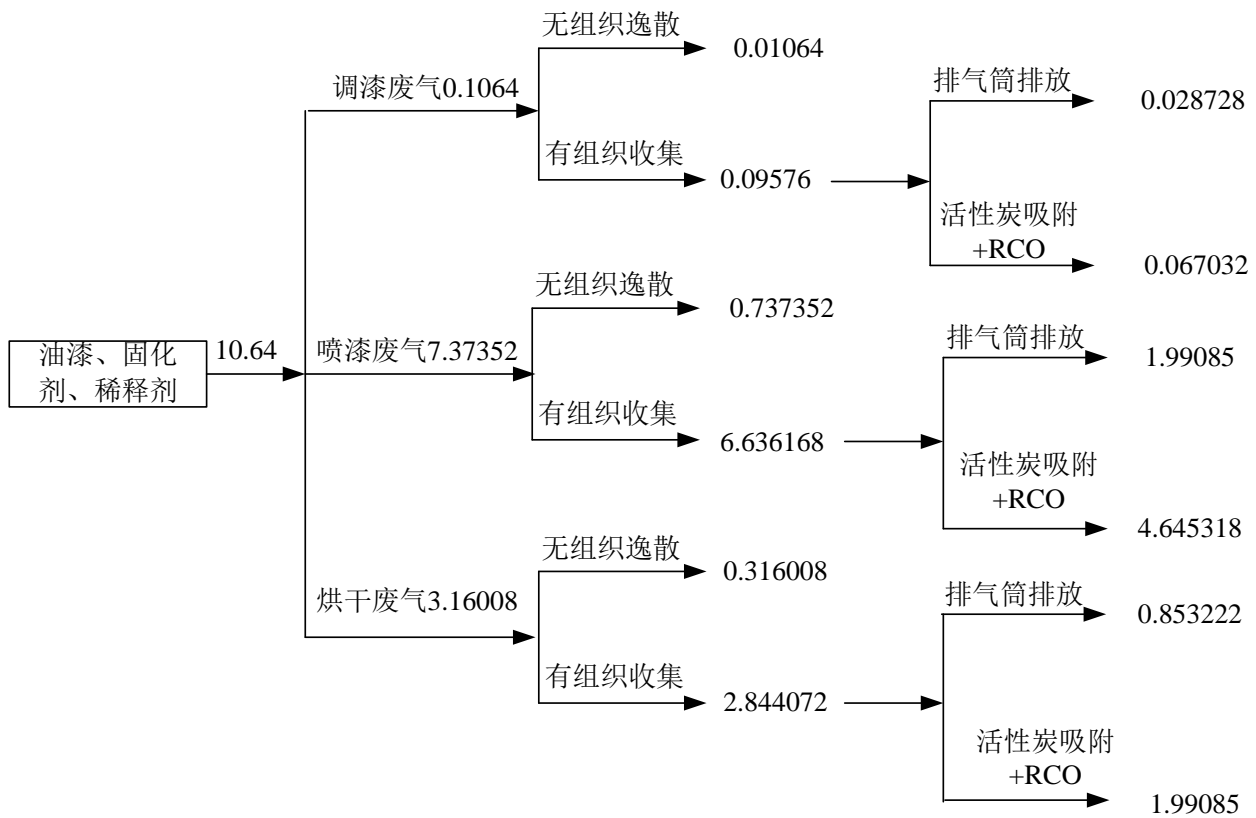 无组织逸散
0.01064
调漆废气0.1064
排气筒排放
0.028728
有组织收集
0.09576
活性炭吸附
+RCO
0.067032
无组织逸散
0.737352
油漆、固化
剂、稀释剂
10.64
喷漆废气7.37352
排气筒排放
1.99085
有组织收集
6.636168
活性炭吸附
+RCO
4.645318
无组织逸散
0.316008
烘干废气3.16008
排气筒排放
0.853222
有组织收集
2.844072
活性炭吸附
+RCO
1.99085